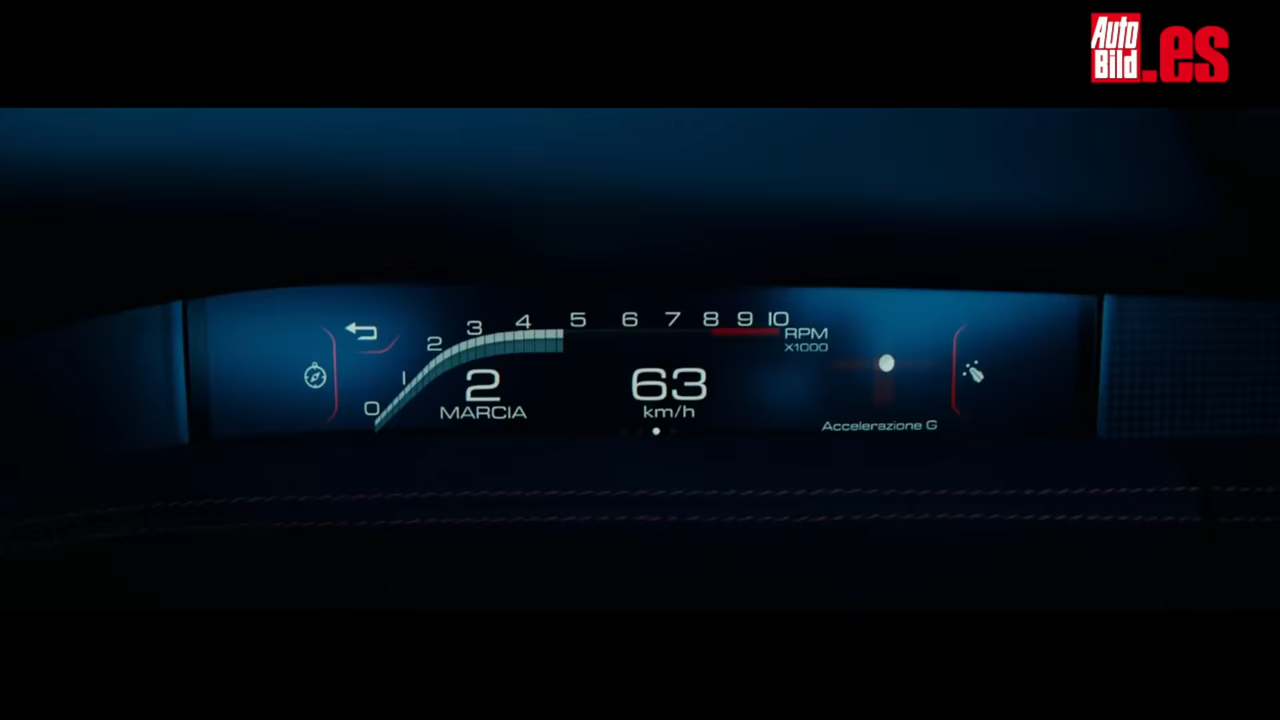 Auto
Bild.es
0 1 2 3 4 5 6 7 8 9 10
RPM
X1000
2
MARCIA
63
km/h
Accelerazione G